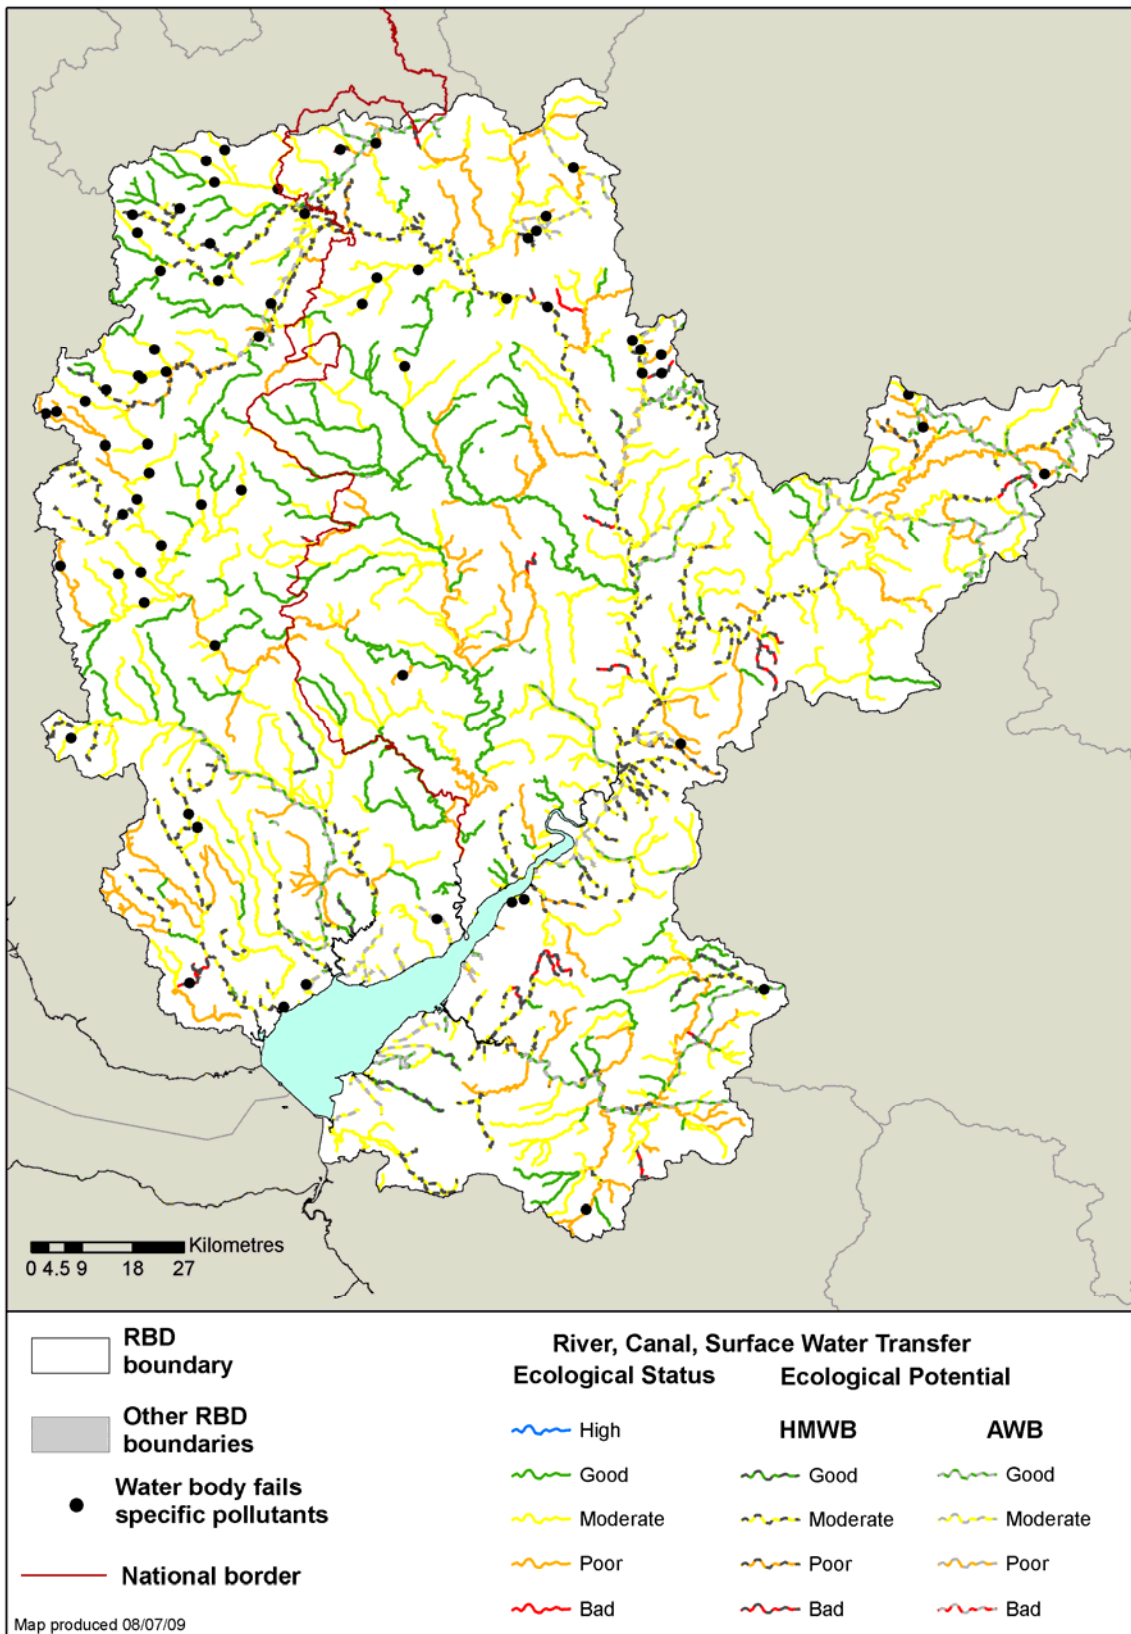 Kilometres
0 4.5 9 18 27
RBD
boundary
Other RBD
boundaries
Water body fails
specific pollutants
National border
Map produced 08/07/09
River, Canal, Surface Water Transfer
Ecological Status Ecological Potential
High HMWB AWB
Good Good Good
Moderate Moderate Moderate
Poor Poor Poor
Bad Bad Bad